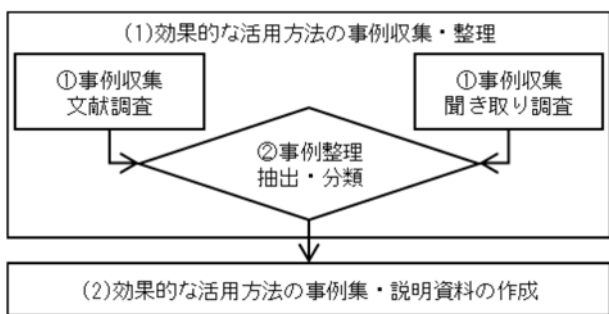 (1)効果的な活用方法の事例収集・整理
①事例収集
文献調査
①事例収集
聞き取り調査
②事例整理
抽出・分類
(2)効果的な活用方法の事例集・説明資料の作成